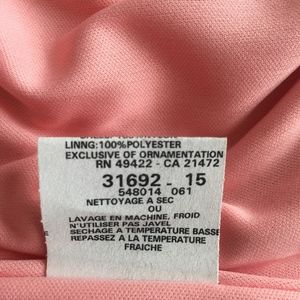 LINNG:100%POLYESTER
EXCLUSIVE OF ORNAMENTATION
RN 49422 - CA 21472
31692 - 15
548014 061
NETTOYAGE A SEC
OU
LAVAGE EN MACHINE, FROID
N'UTILISER PAS JAVEL
SECHAGE A TEMPERATURE BASSE
REPASSEZ A LA TEMPERATURE
FRAICHE